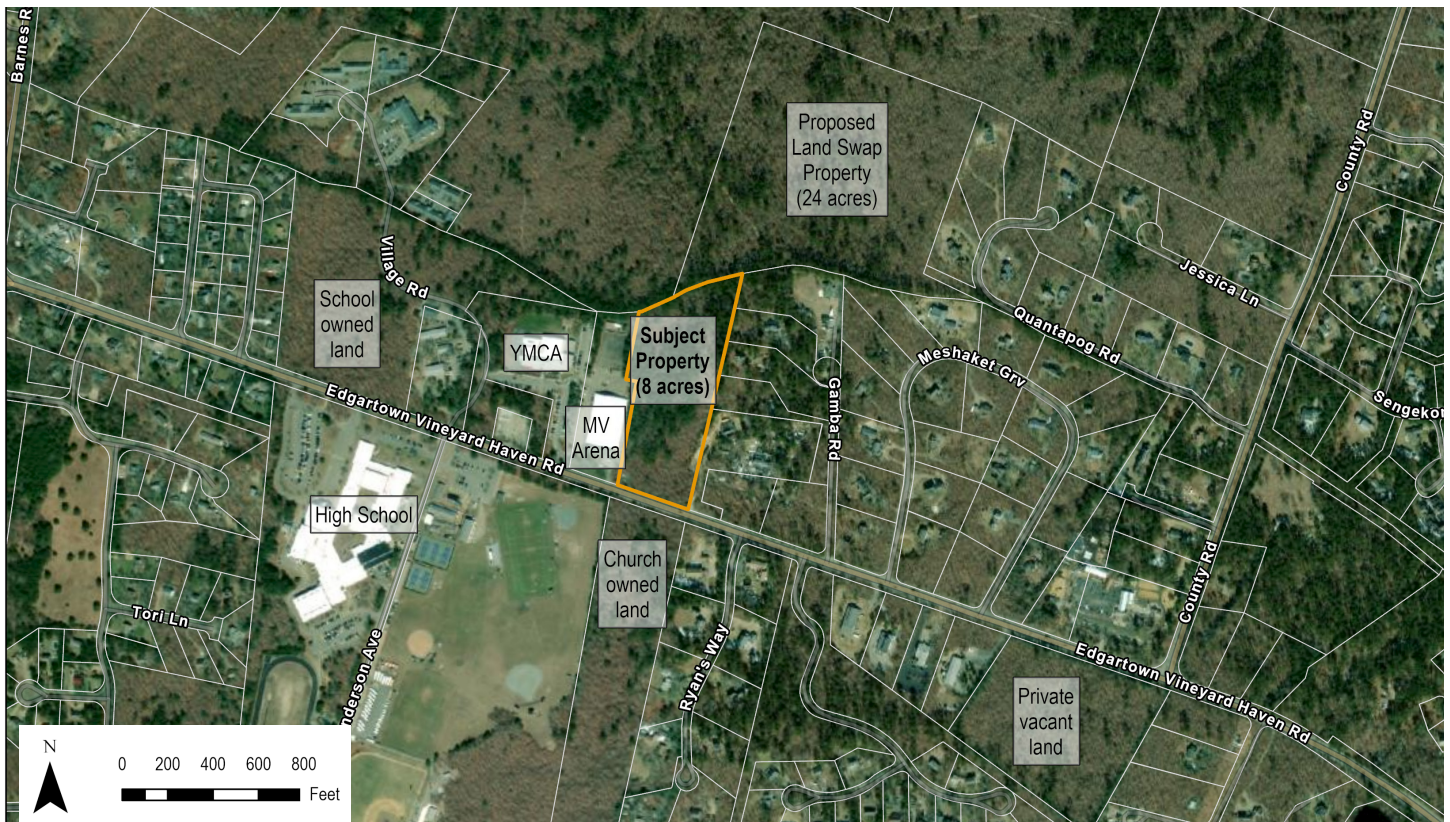 Barnes R
County Rd
Proposed
Land Swap
Property
(24 acres)
Village Rd
Jessica Ln
School
owned
land
YMCA
Subject
Property
(8 acres)
Quantapog Rd
Meshaket Grv
Gamba Rd
Sengekon
Edgartown Vineyard Haven Rd
MV
Arena
High School
Church
owned
land
County Rd
Tori Ln
nderson Ave
Ryan's Way
Edgartown Vineyard Haven Rd
Private
vacant
land
N
0 200 400 600 800
Feet